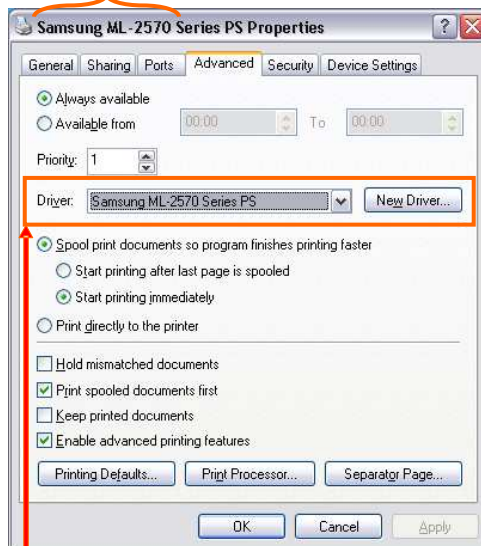 Samsung ML-2570 Series PS Properties
General Sharing Ports Advanced Security Device Settings
Always available
Available from 00:00 To 00:00
Priority: 1
Driver: Samsung ML-2570 Series PS New Driver...
Spool print documents so program finishes printing faster
Start printing after last page is spooled
Start printing immediately
Print directly to the printer
Hold mismatched documents
Print spooled documents first
Keep printed documents
Enable advanced printing features
Printing Defaults... Print Processor... Separator Page...
OK Cancel Apply